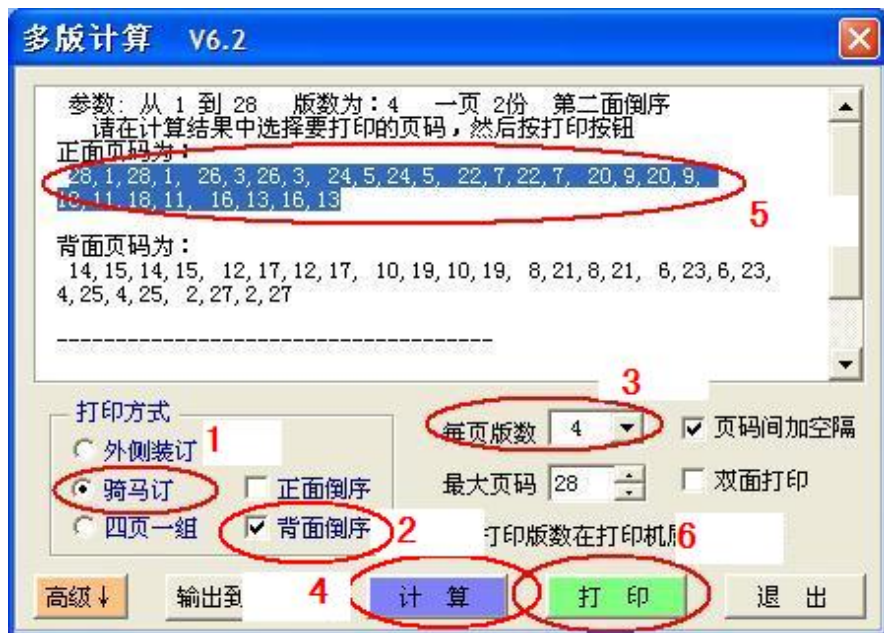 多版计算 V6.2
参数: 从 1 到 28 版数为：4 一页 2份 第二面倒序
请在计算结果中选择要打印的页码，然后按打印按钮
正面页码为：
28,1,28,1, 26,3,26,3, 24,5,24,5, 22,7,22,7, 20,9,20,9,
18,11,18,11, 16,13,16,13
5
背面页码为：
14,15,14,15, 12,17,12,17, 10,19,10,19, 8,21,8,21, 6,23,6,23,
4,25,4,25, 2,27,2,27
--------------------------------------
3
打印方式
每页版数 4
页码间加空隔
外侧装订 1
骑马订
正面倒序
最大页码 28
双面打印
四页一组
背面倒序 2
打印版数在打印机 6
高级↓
输出到
4
计 算
打 印
退 出